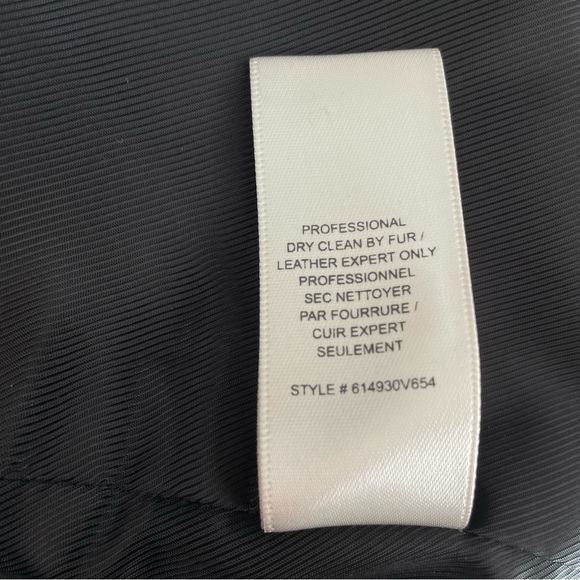 PROFESSIONAL
DRY CLEAN BY FUR /
LEATHER EXPERT ONLY
PROFESSIONNEL
SEC NETTOYER
PAR FOURRURE /
CUIR EXPERT
SEULEMENT
STYLE # 614930V654